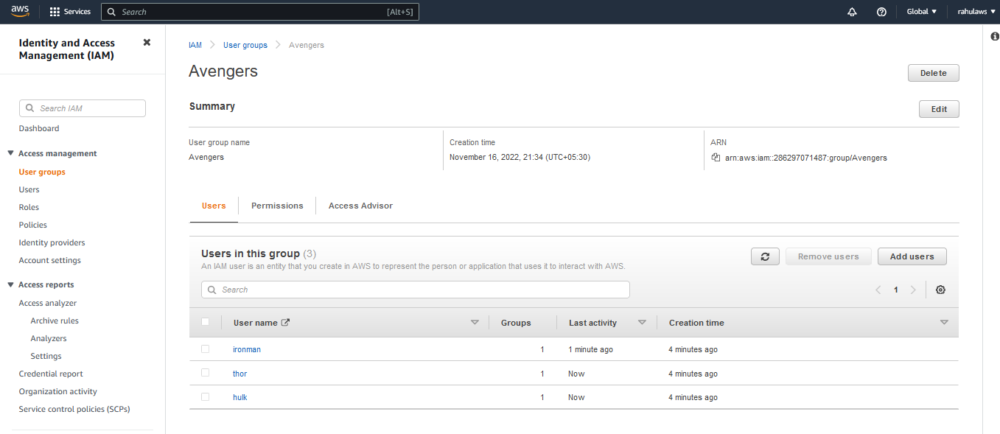 aws Services Search [Alt+S] Global rahulaws
Identity and Access
Management (IAM)
Search IAM
Dashboard
Access management
User groups
Users
Roles
Policies
Identity providers
Account settings
Access reports
Access analyzer
Archive rules
Analyzers
Settings
Credential report
Organization activity
Service control policies (SCPs)
IAM User groups Avengers
Avengers
Delete
Summary
Edit
User group name
Avengers
Creation time
November 16, 2022, 21:34 (UTC+05:30)
ARN
arn:aws:iam::286297071487:group/Avengers
Users Permissions Access Advisor
Users in this group (3)
An IAM user is an entity that you create in AWS to represent the person or application that uses it to interact with AWS.
Remove users Add users
Search
1
User name Groups Last activity Creation time
ironman 1 1 minute ago 4 minutes ago
thor 1 Now 4 minutes ago
hulk 1 Now 4 minutes ago